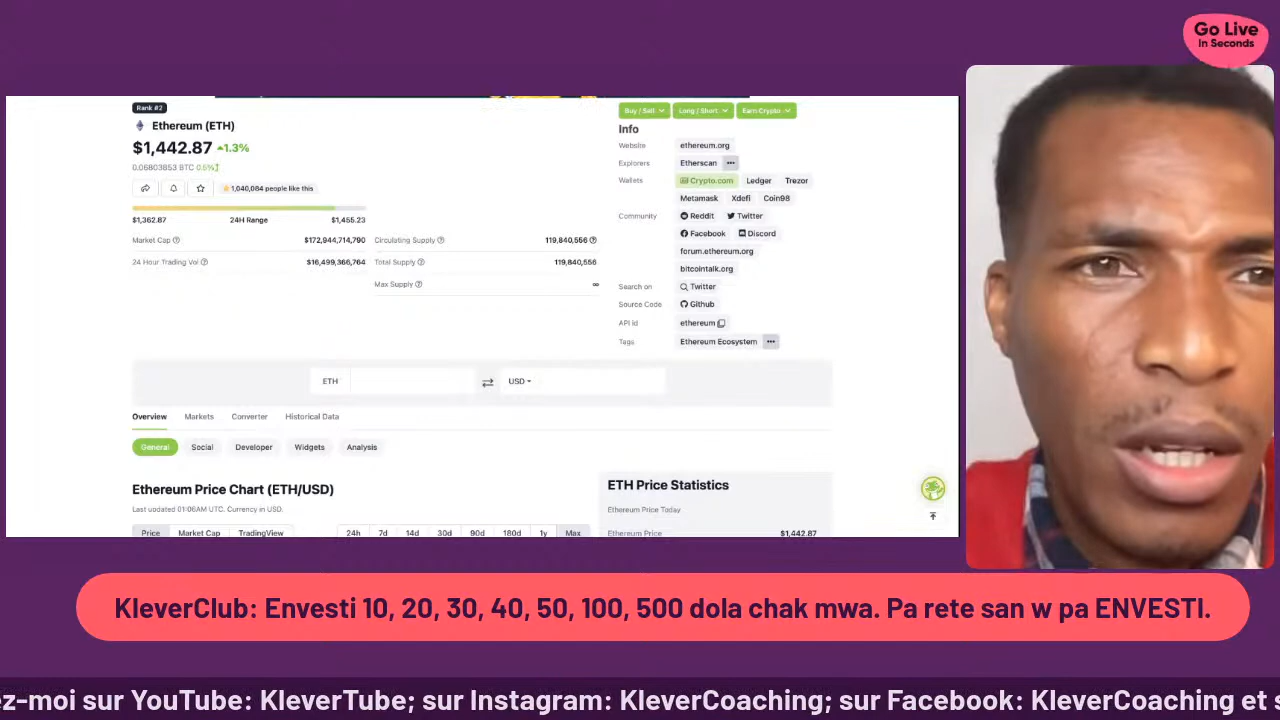 Go Live
in Seconds
Rank #2
Ethereum (ETH)
$1,442.87 1.3%
0.06803853 BTC 0.5%
1,040,084 people like this
$1,362.87 24H Range $1,455.23
Market Cap $172,944,714,790
24 Hour Trading Vol $16,499,366,764
Circulating Supply 119,840,556
Total Supply 119,840,556
Max Supply ∞
Buy / Sell Long / Short Earn Crypto
Info
Website ethereum.org
Explorers Etherscan •••
Wallets Crypto.com Ledger Trezor
Metamask Xdefi Coin98
Community Reddit Twitter
Facebook Discord
forum.ethereum.org
bitcointalk.org
Search on Twitter
Source Code Github
API id ethereum
Tags Ethereum Ecosystem •••
ETH USD
Overview Markets Converter Historical Data
General Social Developer Widgets Analysis
Ethereum Price Chart (ETH/USD)
Last updated 01:06AM UTC. Currency in USD.
Price Market Cap TradingView 24h 7d 14d 30d 90d 180d 1y Max
ETH Price Statistics
Ethereum Price Today
Ethereum Price $1,442.87
KleverClub: Envesti 10, 20, 30, 40, 50, 100, 500 dola chak mwa. Pa rete san w pa ENVESTI.
ez-moi sur YouTube: KleverTube; sur Instagram: KleverCoaching; sur Facebook: KleverCoaching et s